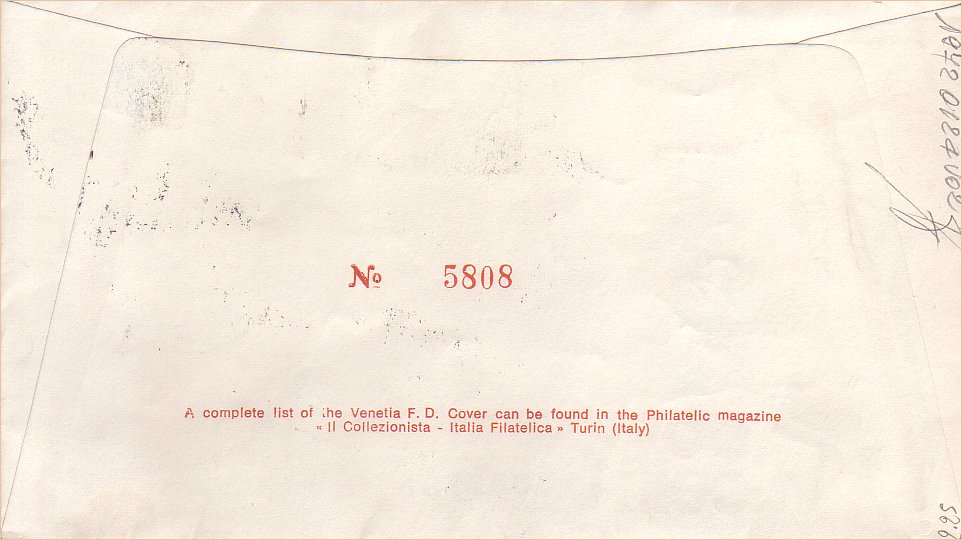 № 5808
A complete list of the Venetia F. D. Cover can be found in the Philatelic magazine
« Il Collezionista - Italia Filatelica » Turin (Italy)